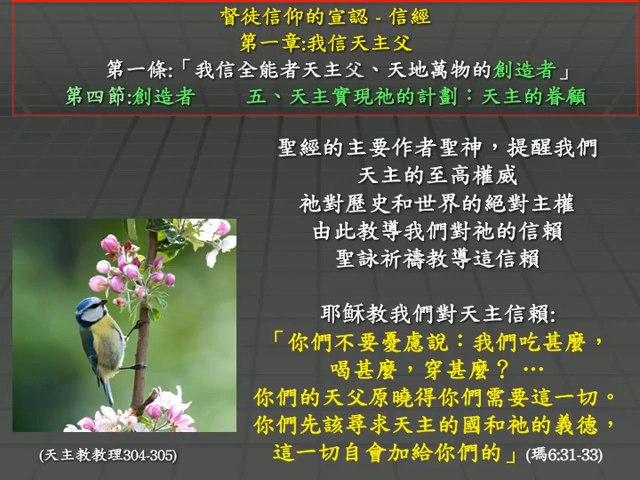 督徒信仰的宣認 - 信經
第一章:我信天主父
第一條:「我信全能者天主父、天地萬物的創造者」
第四節:創造者 五、天主實現祂的計劃：天主的眷顧
聖經的主要作者聖神，提醒我們
天主的至高權威
祂對歷史和世界的絕對主權
由此教導我們對祂的信賴
聖詠祈禱教導這信賴
耶穌教我們對天主信賴:
「你們不要憂慮說：我們吃甚麼，
喝甚麼，穿甚麼？ …
你們的天父原曉得你們需要這一切。
你們先該尋求天主的國和祂的義德，
這一切自會加給你們的」(瑪6:31-33)
(天主教教理304-305)